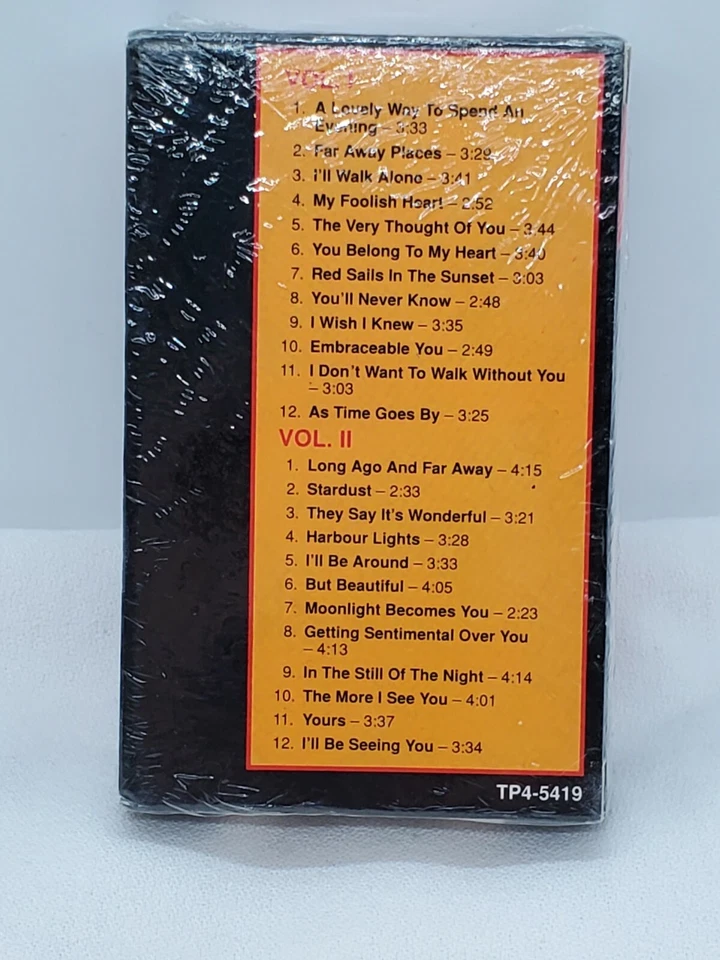 VOL. I
1. A Lovely Way To Spend An
Evening – 3:33
2. Far Away Places – 3:29
3. I'll Walk Alone – 3:41
4. My Foolish Heart – 2:52
5. The Very Thought Of You – 3:44
6. You Belong To My Heart – 3:40
7. Red Sails In The Sunset – 3:03
8. You'll Never Know – 2:48
9. I Wish I Knew – 3:35
10. Embraceable You – 2:49
11. I Don't Want To Walk Without You
– 3:03
12. As Time Goes By – 3:25
VOL. II
1. Long Ago And Far Away – 4:15
2. Stardust – 2:33
3. They Say It's Wonderful – 3:21
4. Harbour Lights – 3:28
5. I'll Be Around – 3:33
6. But Beautiful – 4:05
7. Moonlight Becomes You – 2:23
8. Getting Sentimental Over You
– 4:13
9. In The Still Of The Night – 4:14
10. The More I See You – 4:01
11. Yours – 3:37
12. I'll Be Seeing You – 3:34
TP4-5419